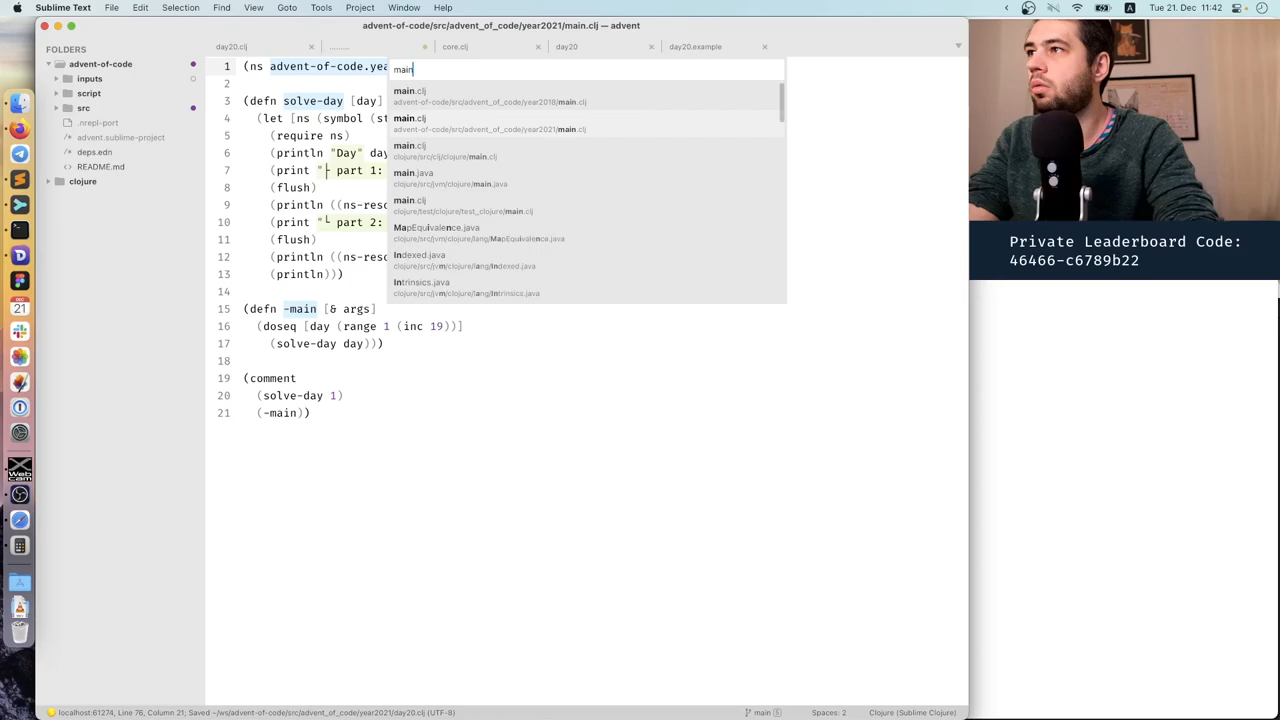 Sublime Text File Edit Selection Find View Goto Tools Project Window Help
Tue 21. Dec 11:42
advent-of-code/src/advent_of_code/year2021/main.clj — advent
FOLDERS
advent-of-code
inputs
script
src
.nrepl-port
advent.sublime-project
deps.edn
README.md
clojure
day20.clj
.........
core.clj
day20
day20.example
main
main.clj
advent-of-code/src/advent_of_code/year2018/main.clj
main.clj
advent-of-code/src/advent_of_code/year2021/main.clj
main.clj
clojure/src/clj/clojure/main.clj
main.java
clojure/src/jvm/clojure/main.java
main.clj
clojure/test/clojure/test_clojure/main.clj
MapEquivalence.java
clojure/src/jvm/clojure/lang/MapEquivalence.java
Indexed.java
clojure/src/jvm/clojure/lang/Indexed.java
Intrinsics.java
clojure/src/jvm/clojure/lang/Intrinsics.java
1 (ns advent-of-code.yea
2
3 (defn solve-day [day]
4 (let [ns (symbol (st
5 (require ns)
6 (println "Day" day
7 (print "├ part 1:
8 (flush)
9 (println ((ns-reso
10 (print "└ part 2:
11 (flush)
12 (println ((ns-reso
13 (println)))
14
15 (defn -main [& args]
16 (doseq [day (range 1 (inc 19))]
17 (solve-day day)))
18
19 (comment
20 (solve-day 1)
21 (-main))
Private Leaderboard Code:
46466-c6789b22
DEC
21
Webcam
localhost:61274, Line 76, Column 21; Saved ~/ws/advent-of-code/src/advent_of_code/year2021/day20.clj (UTF-8)
main 5
Spaces: 2
Clojure (Sublime Clojure)